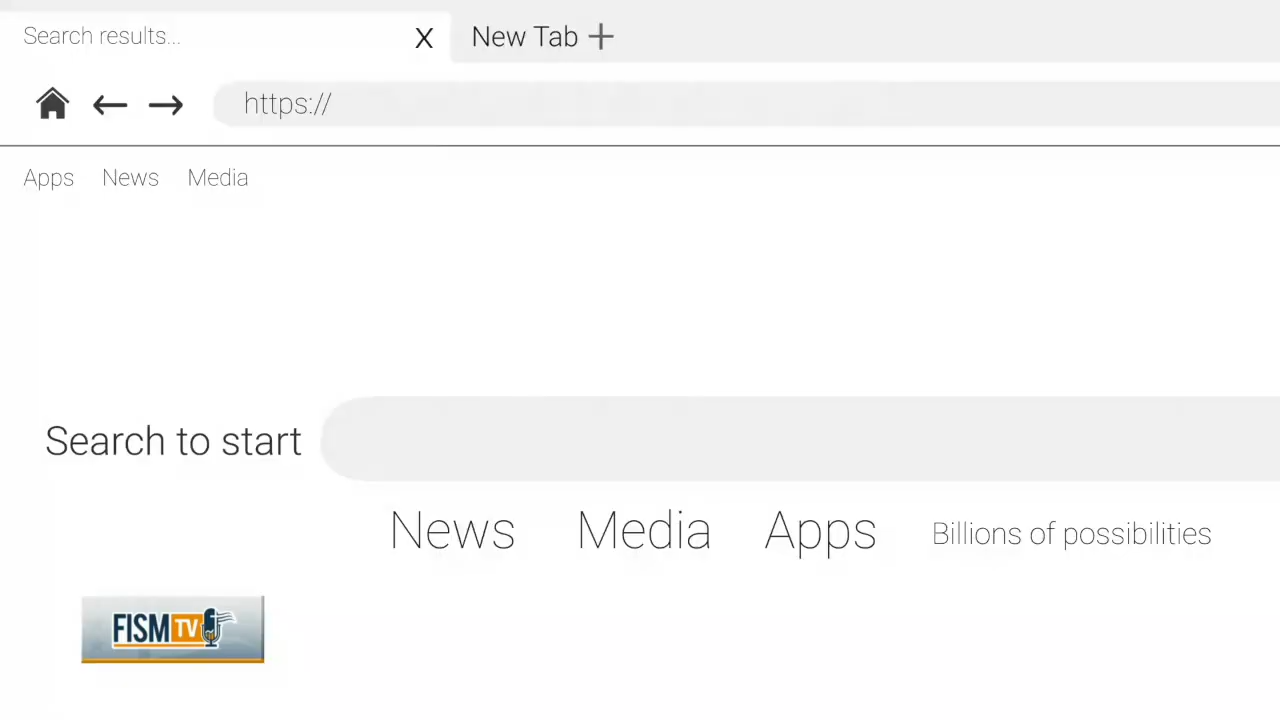 Search results... X New Tab +
https://
Apps News Media
Search to start
News Media Apps Billions of possibilities
FISM TV